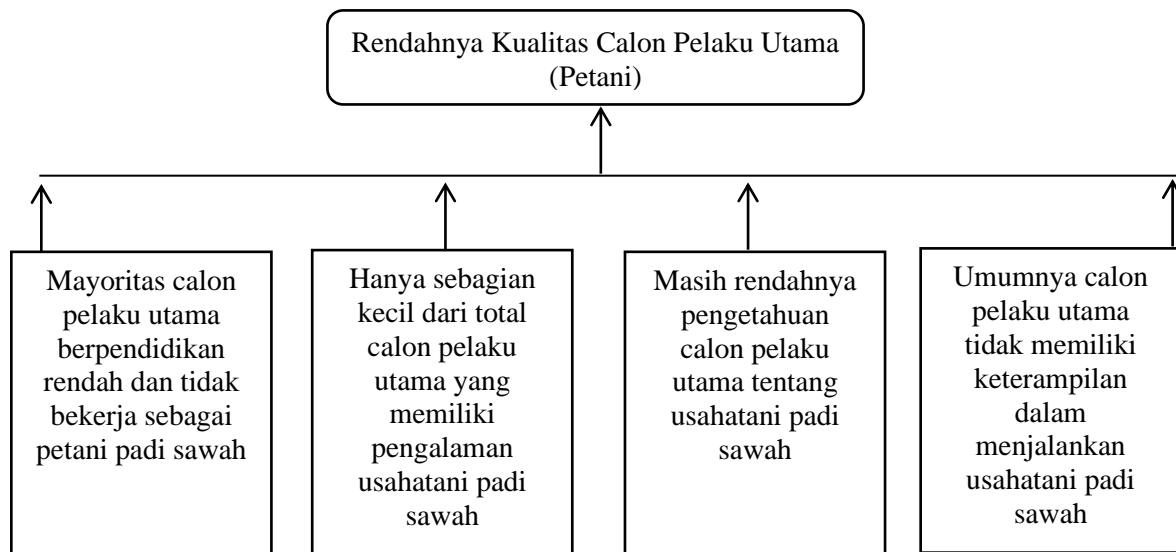 Rendahnya Kualitas Calon Pelaku Utama
(Petani)
Mayoritas calon
pelaku utama
berpendidikan
rendah dan tidak
bekerja sebagai
petani padi sawah
Hanya sebagian
kecil dari total
calon pelaku
utama yang
memiliki
pengalaman
usahatani padi
sawah
Masih rendahnya
pengetahuan
calon pelaku
utama tentang
usahatani padi
sawah
Umumnya calon
pelaku utama
tidak memiliki
keterampilan
dalam
menjalankan
usahatani padi
sawah